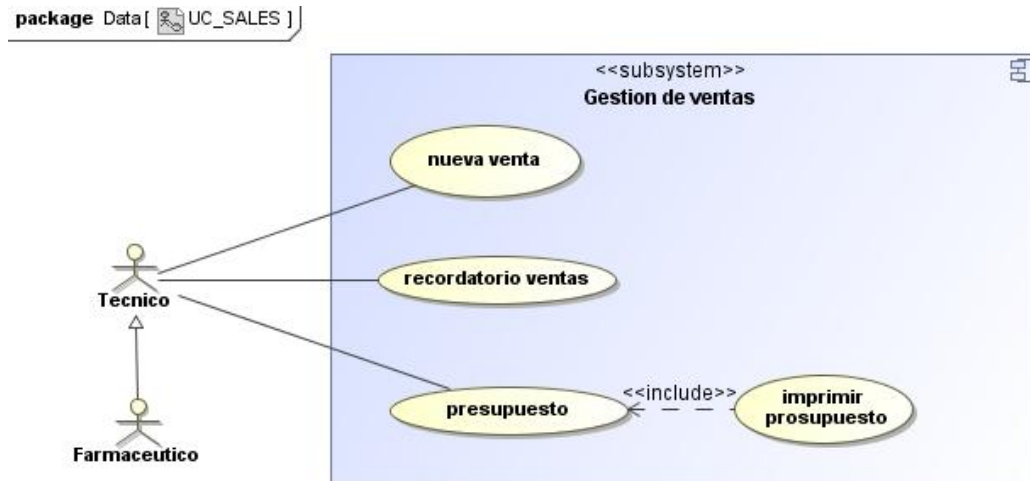 package Data [ UC_SALES ]
<<subsystem>>
Gestion de ventas
nueva venta
recordatorio ventas
Tecnico
presupuesto
<<include>>
imprimir
prosupuesto
Farmaceutico